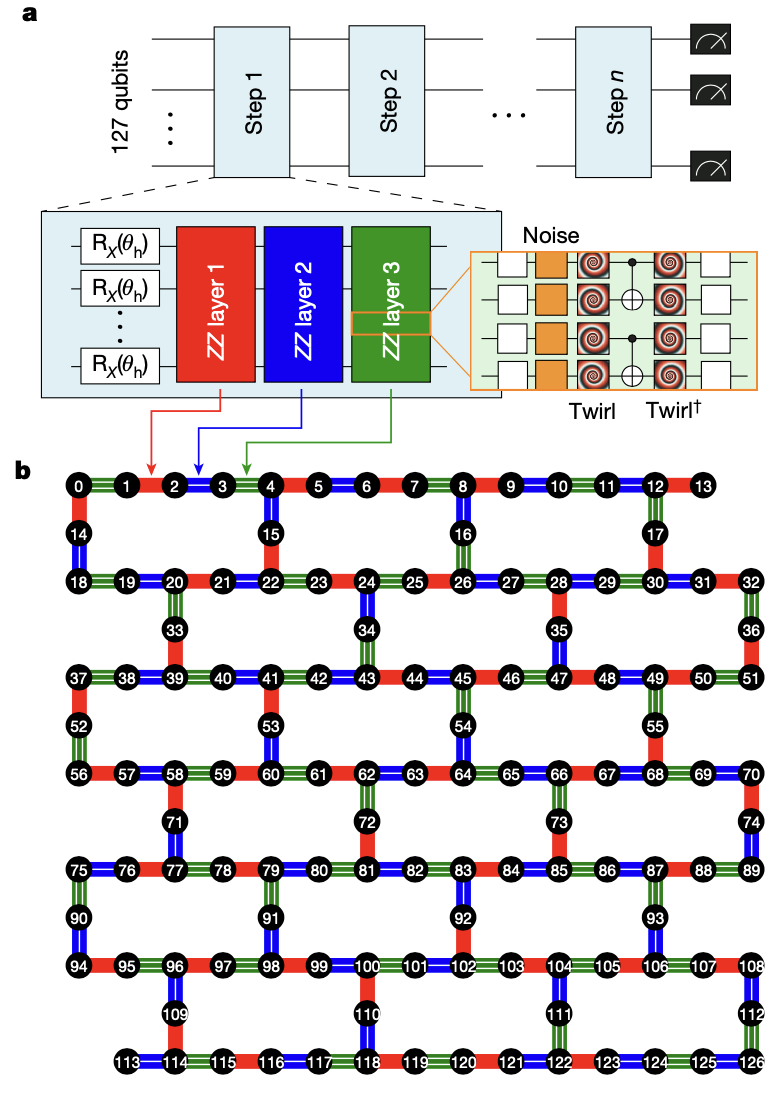 a
127 qubits
Step 1
Step 2
Step n
R_X(θ_h)
R_X(θ_h)
R_X(θ_h)
ZZ layer 1
ZZ layer 2
ZZ layer 3
Noise
Twirl Twirl†
b
0 1 2 3 4 5 6 7 8 9 10 11 12 13
14 15 16 17
18 19 20 21 22 23 24 25 26 27 28 29 30 31 32
33 34 35 36
37 38 39 40 41 42 43 44 45 46 47 48 49 50 51
52 53 54 55
56 57 58 59 60 61 62 63 64 65 66 67 68 69 70
71 72 73 74
75 76 77 78 79 80 81 82 83 84 85 86 87 88 89
90 91 92 93
94 95 96 97 98 99 100 101 102 103 104 105 106 107 108
109 110 111 112
113 114 115 116 117 118 119 120 121 122 123 124 125 126